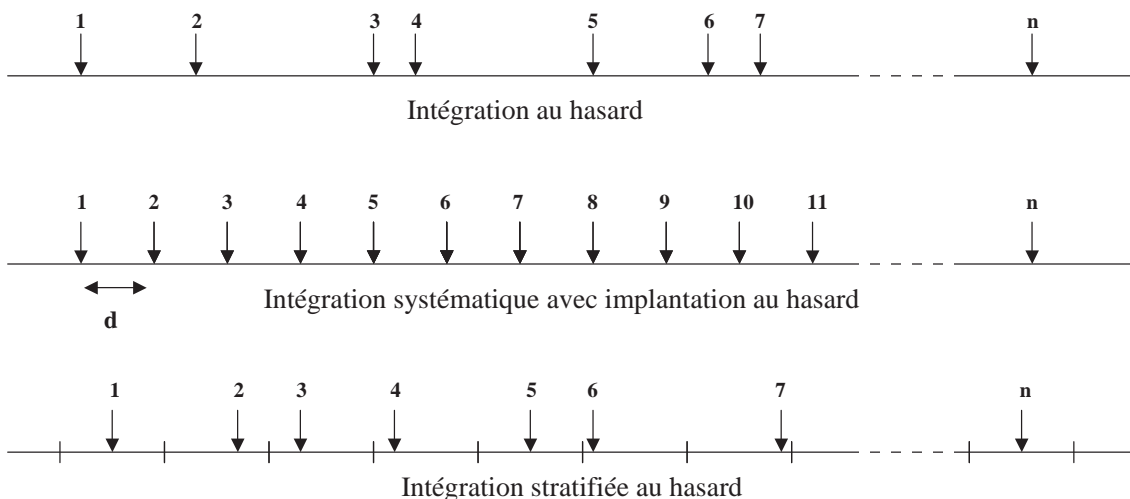 1 2 3 4 5 6 7 n
Intégration au hasard
1 2 3 4 5 6 7 8 9 10 11 n
Intégration systématique avec implantation au hasard
d
1 2 3 4 5 6 7 n
Intégration stratifiée au hasard